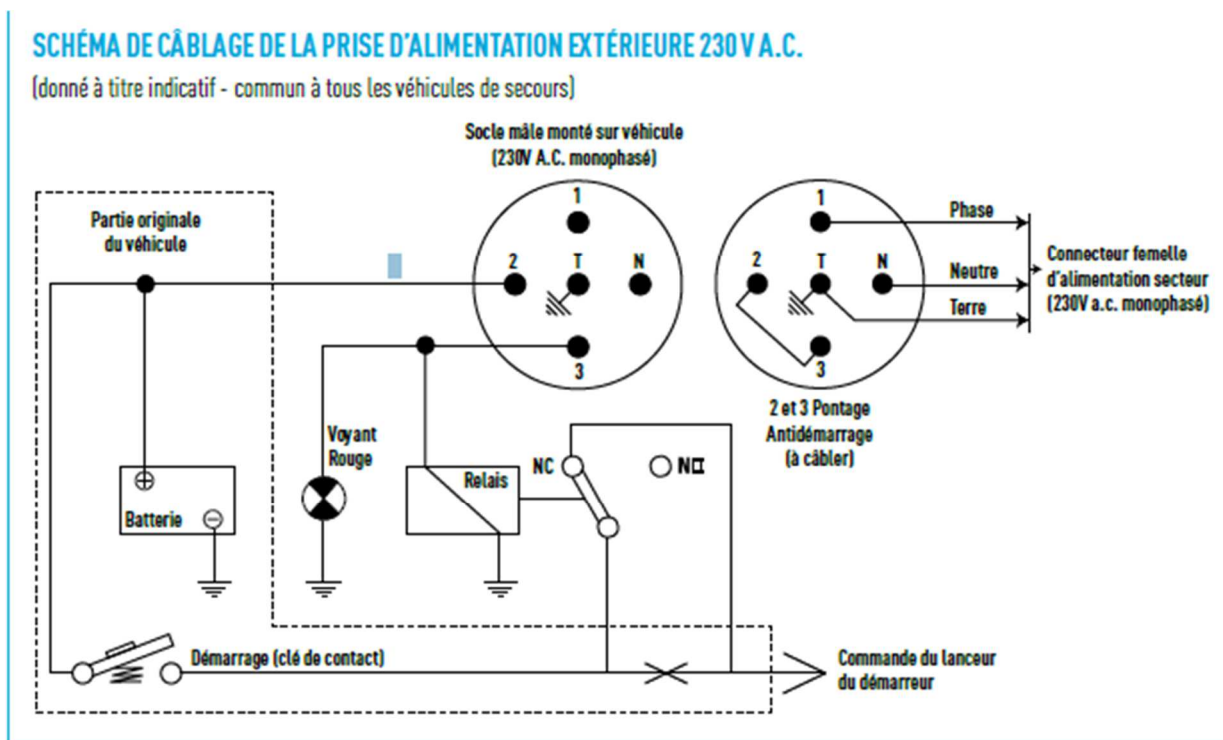 SCHÉMA DE CÂBLAGE DE LA PRISE D'ALIMENTATION EXTÉRIEURE 230 V A.C.
(donné à titre indicatif - commun à tous les véhicules de secours)
Socle mâle monté sur véhicule
(230V A.C. monophasé)
Partie originale
du véhicule
1
2
T
N
3
1
2
T
N
3
Phase
Neutre
Terre
Connecteur femelle
d'alimentation secteur
(230V a.c. monophasé)
2 et 3 Pontage
Antidémarrage
(à câbler)
Voyant
Rouge
Relais
NC
NO
Batterie
Démarrage (clé de contact)
Commande du lanceur
du démarreur